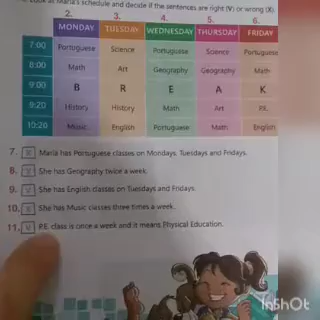 Look at Maria's schedule and decide if the sentences are right (V) or wrong (X).
2. 3. 4. 5. 6.
MONDAY TUESDAY WEDNESDAY THURSDAY FRIDAY
7:00 Portuguese Science Portuguese Science Portuguese
8:00 Math Art Geography Geography Math
9:00 B R E A K
9:20 History History Math Art P.E.
10:20 Music English Portuguese Math English
7. X Maria has Portuguese classes on Mondays, Tuesdays and Fridays.
8. V She has Geography twice a week.
9. V She has English classes on Tuesdays and Fridays.
10. X She has Music classes three times a week.
11. V P.E. class is once a week and it means Physical Education.
InShOt